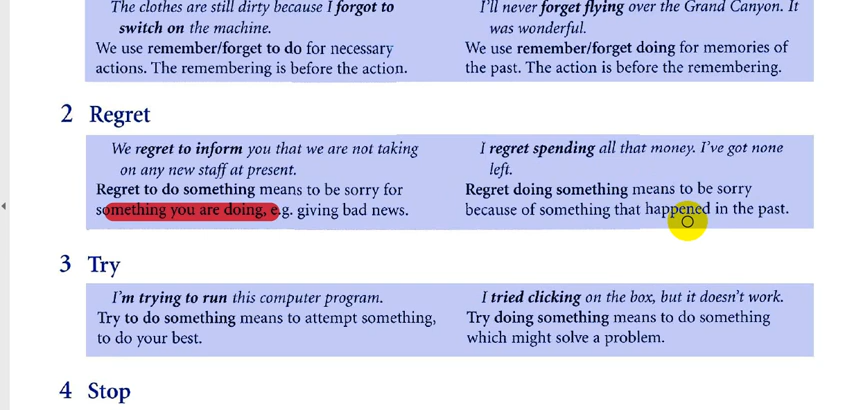 The clothes are still dirty because I forgot to
switch on the machine.
We use remember/forget to do for necessary
actions. The remembering is before the action.
I'll never forget flying over the Grand Canyon. It
was wonderful.
We use remember/forget doing for memories of
the past. The action is before the remembering.
2 Regret
We regret to inform you that we are not taking
on any new staff at present.
Regret to do something means to be sorry for
something you are doing, e.g. giving bad news.
I regret spending all that money. I've got none
left.
Regret doing something means to be sorry
because of something that happened in the past.
3 Try
I'm trying to run this computer program.
Try to do something means to attempt something,
to do your best.
I tried clicking on the box, but it doesn't work.
Try doing something means to do something
which might solve a problem.
4 Stop